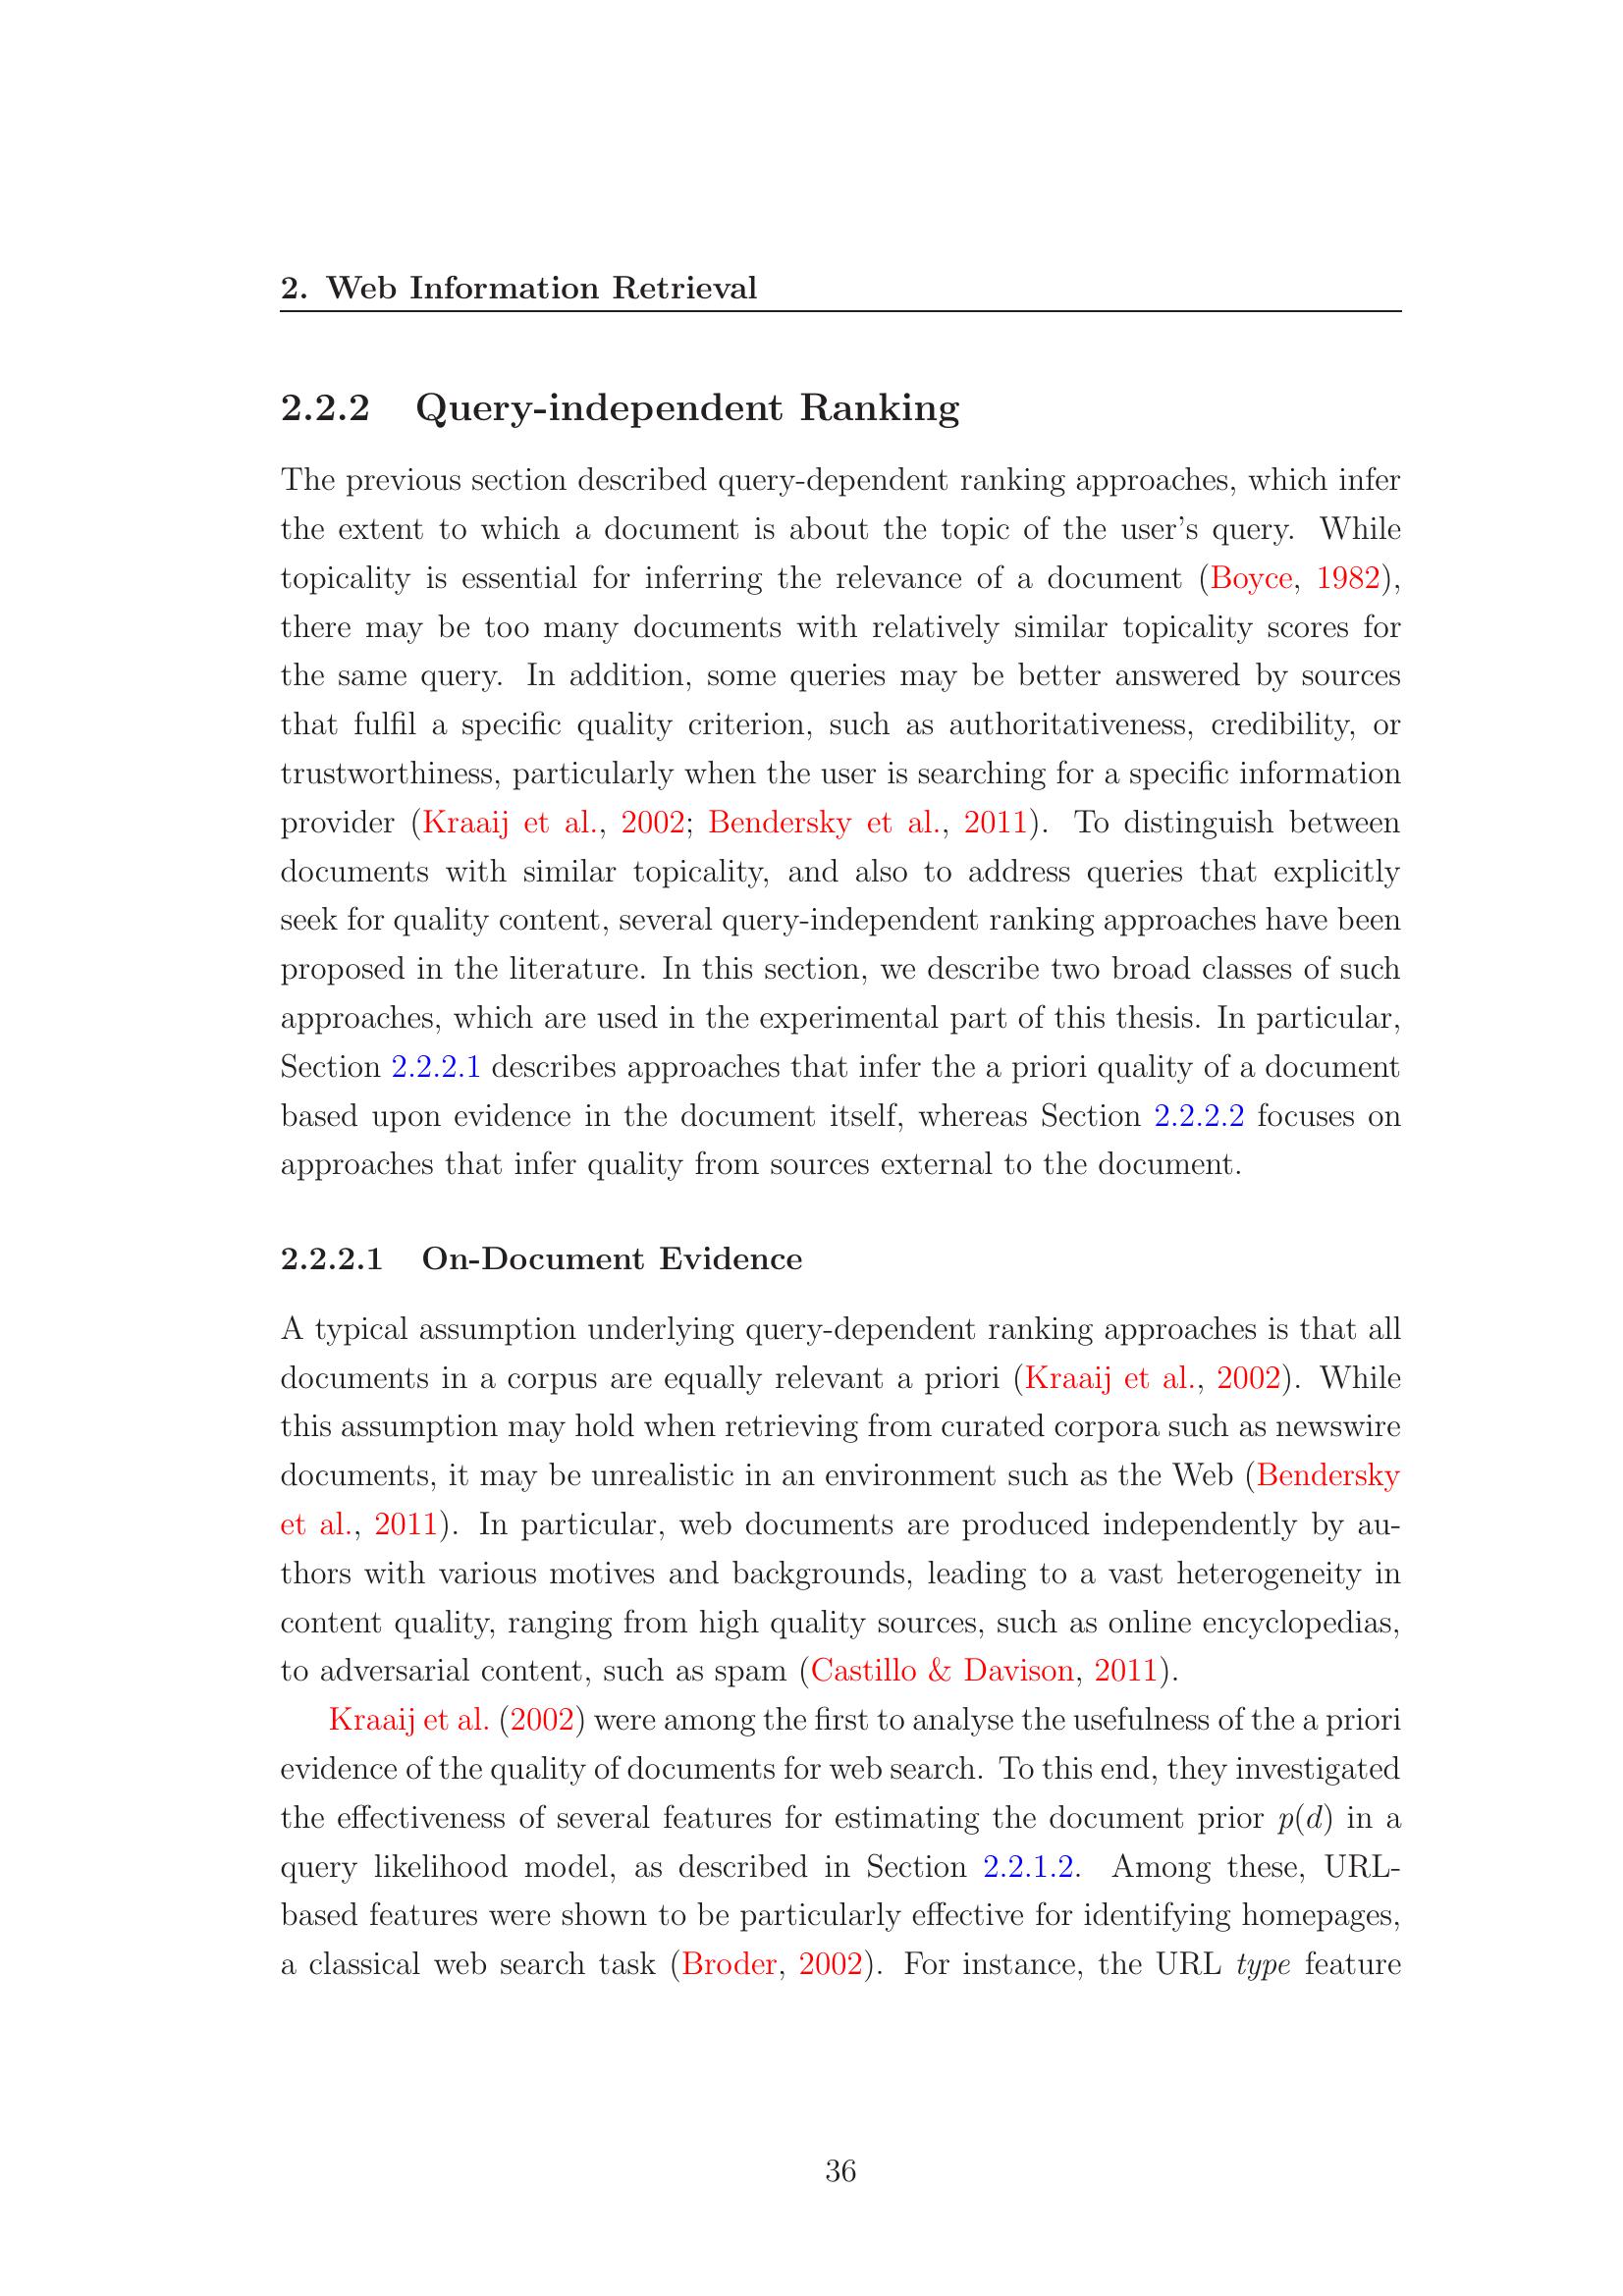 2. Web Information Retrieval
2.2.2 Query-independent Ranking
The previous section described query-dependent ranking approaches, which infer
the extent to which a document is about the topic of the user's query. While
topicality is essential for inferring the relevance of a document (Boyce, 1982),
there may be too many documents with relatively similar topicality scores for
the same query. In addition, some queries may be better answered by sources
that fulfil a specific quality criterion, such as authoritativeness, credibility, or
trustworthiness, particularly when the user is searching for a specific information
provider (Kraaij et al., 2002; Bendersky et al., 2011). To distinguish between
documents with similar topicality, and also to address queries that explicitly
seek for quality content, several query-independent ranking approaches have been
proposed in the literature. In this section, we describe two broad classes of such
approaches, which are used in the experimental part of this thesis. In particular,
Section 2.2.2.1 describes approaches that infer the a priori quality of a document
based upon evidence in the document itself, whereas Section 2.2.2.2 focuses on
approaches that infer quality from sources external to the document.
2.2.2.1 On-Document Evidence
A typical assumption underlying query-dependent ranking approaches is that all
documents in a corpus are equally relevant a priori (Kraaij et al., 2002). While
this assumption may hold when retrieving from curated corpora such as newswire
documents, it may be unrealistic in an environment such as the Web (Bendersky
et al., 2011). In particular, web documents are produced independently by au-
thors with various motives and backgrounds, leading to a vast heterogeneity in
content quality, ranging from high quality sources, such as online encyclopedias,
to adversarial content, such as spam (Castillo & Davison, 2011).
Kraaij et al. (2002) were among the first to analyse the usefulness of the a priori
evidence of the quality of documents for web search. To this end, they investigated
the effectiveness of several features for estimating the document prior p(d) in a
query likelihood model, as described in Section 2.2.1.2. Among these, URL-
based features were shown to be particularly effective for identifying homepages,
a classical web search task (Broder, 2002). For instance, the URL type feature
36